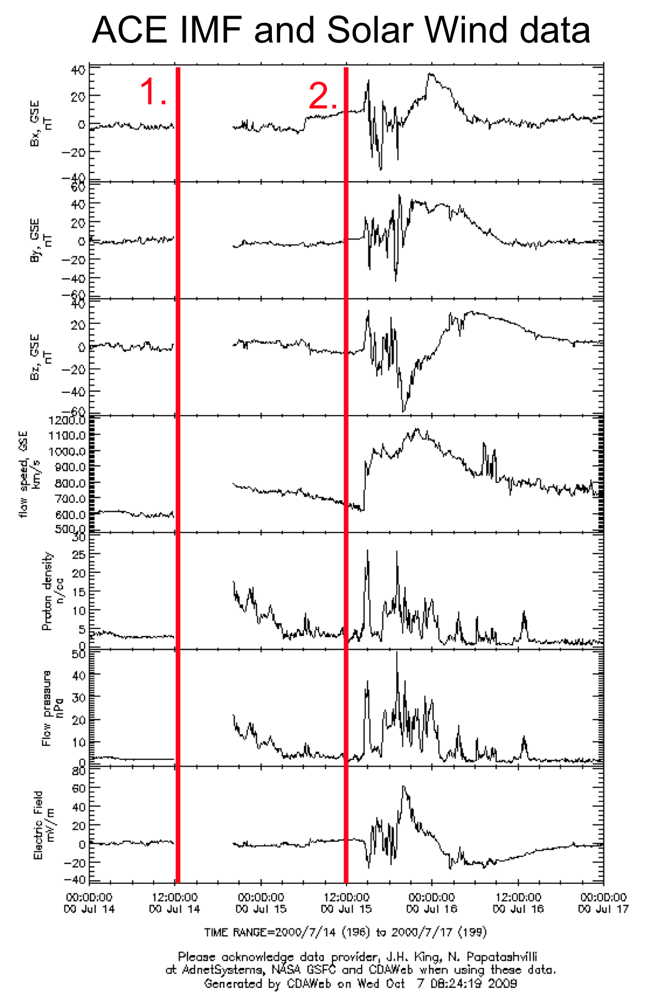 ACE IMF and Solar Wind data
1.
2.
40
20
0
−20
−40
Bx, GSE
nT
60
40
20
0
−20
−40
−60
By, GSE
nT
40
20
0
−20
−40
−60
Bz, GSE
nT
1200.0
1100.0
1000.0
900.0
800.0
700.0
600.0
500.0
flow speed, GSE
km/s
30
25
20
15
10
5
0
Proton density
n/cc
50
40
30
20
10
0
Flow pressure
nPa
80
60
40
20
0
−20
−40
Electric Field
mV/m
00:00:00 12:00:00 00:00:00 12:00:00 00:00:00 12:00:00 00:00:00
00 Jul 14 00 Jul 14 00 Jul 15 00 Jul 15 00 Jul 16 00 Jul 16 00 Jul 17
TIME RANGE=2000/7/14 (196) to 2000/7/17 (199)
Please acknowledge data provider, J.H. King, N. Papatashvilli
at AdnetSystems, NASA GSFC and CDAWeb when using these data.
Generated by CDAWeb on Wed Oct 7 08:24:19 2009